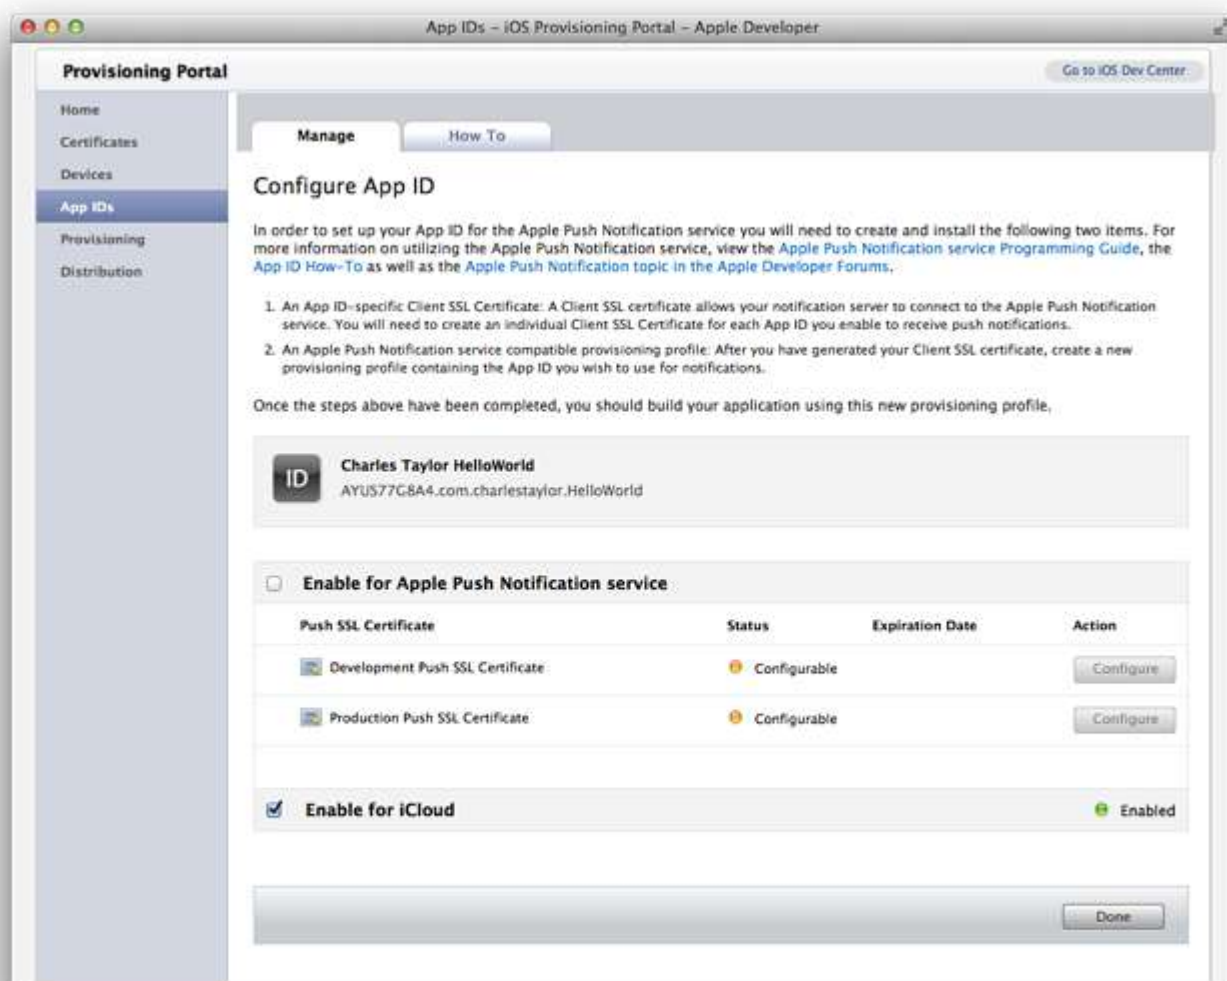 App IDs - iOS Provisioning Portal - Apple Developer
Provisioning Portal
Go to iOS Dev Center
Home
Certificates
Devices
App IDs
Provisioning
Distribution
Manage
How To
Configure App ID
In order to set up your App ID for the Apple Push Notification service you will need to create and install the following two items. For
more information on utilizing the Apple Push Notification service, view the Apple Push Notification service Programming Guide, the
App ID How-To as well as the Apple Push Notification topic in the Apple Developer Forums.
1. An App ID-specific Client SSL Certificate: A Client SSL certificate allows your notification server to connect to the Apple Push Notification
service. You will need to create an individual Client SSL Certificate for each App ID you enable to receive push notifications.
2. An Apple Push Notification service compatible provisioning profile: After you have generated your Client SSL certificate, create a new
provisioning profile containing the App ID you wish to use for notifications.
Once the steps above have been completed, you should build your application using this new provisioning profile.
ID
Charles Taylor HelloWorld
AYUS77G8A4.com.charlestaylor.HelloWorld
Enable for Apple Push Notification service
Push SSL Certificate Status Expiration Date Action
Development Push SSL Certificate Configurable Configure
Production Push SSL Certificate Configurable Configure
Enable for iCloud Enabled
Done